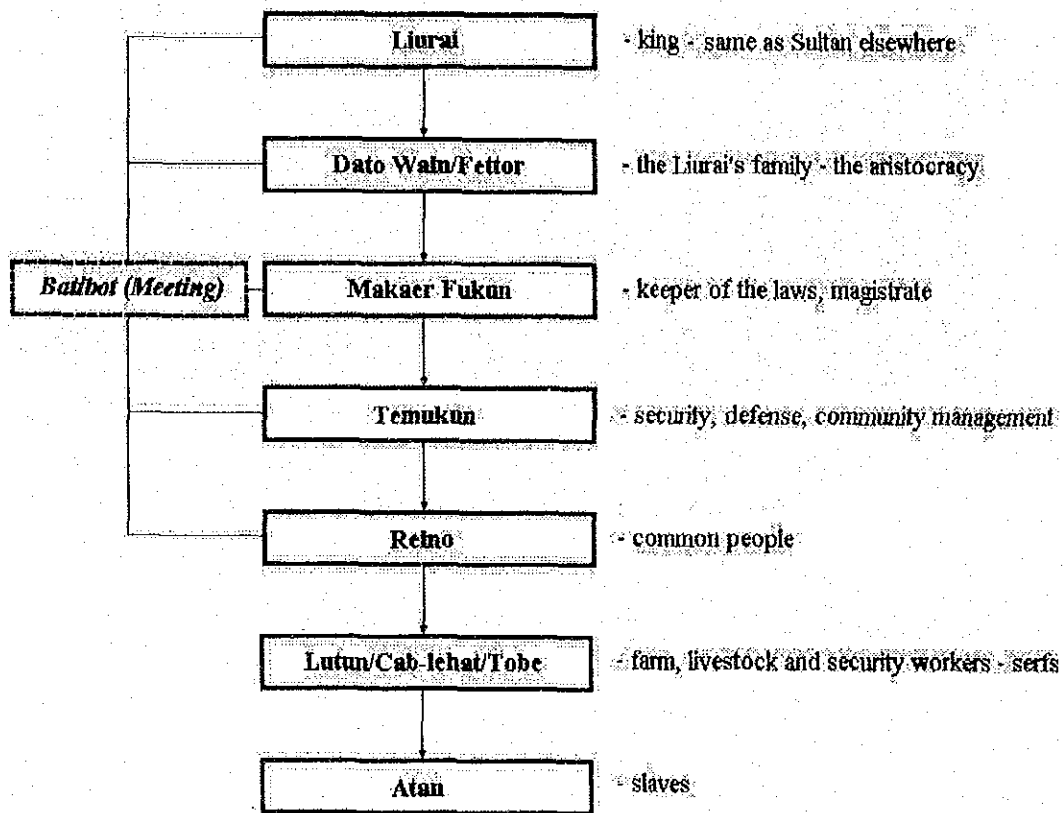 Liurai - king - same as Sultan elsewhere
Dato Wain/Fettor - the Liurai's family - the aristocracy
Batibot (Meeting) Makaer Fukun - keeper of the laws, magistrate
Temukun - security, defense, community management
Reino - common people
Lutun/Cab-lehat/Tobe - farm, livestock and security workers - serfs
Atan - slaves